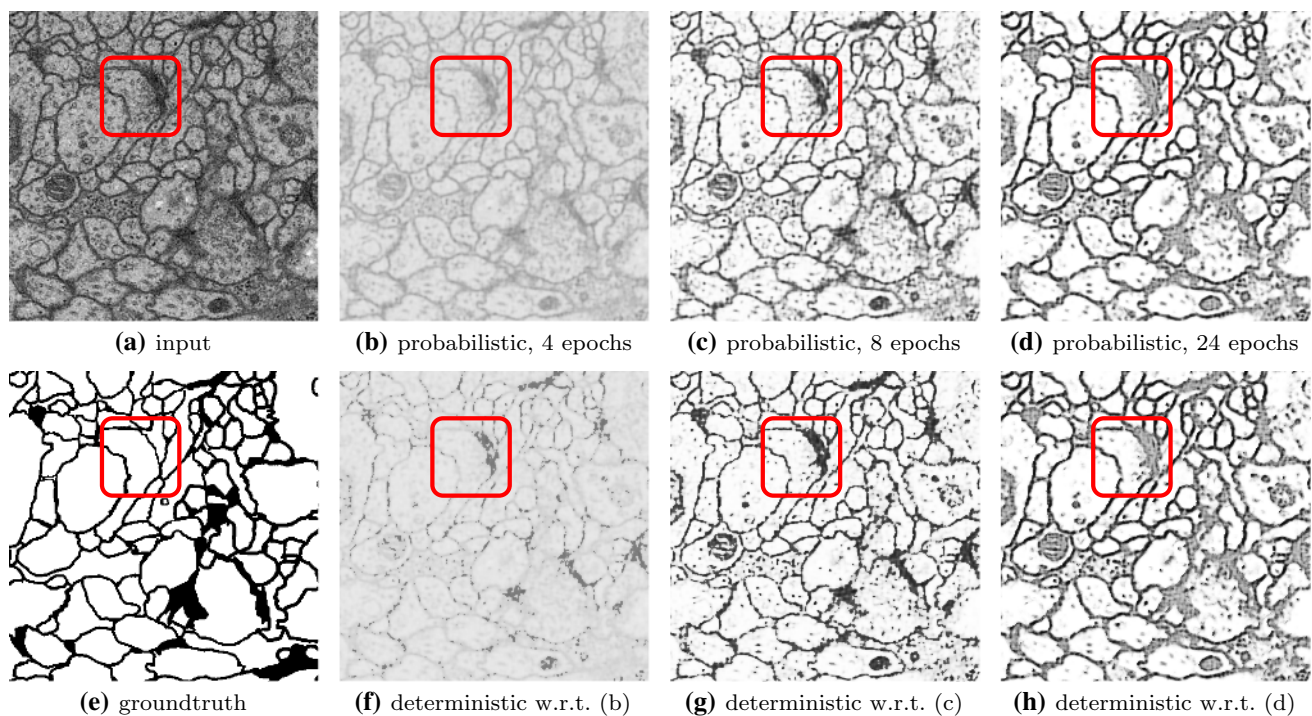 (a) input
(b) probabilistic, 4 epochs
(c) probabilistic, 8 epochs
(d) probabilistic, 24 epochs
(e) groundtruth
(f) deterministic w.r.t. (b)
(g) deterministic w.r.t. (c)
(h) deterministic w.r.t. (d)